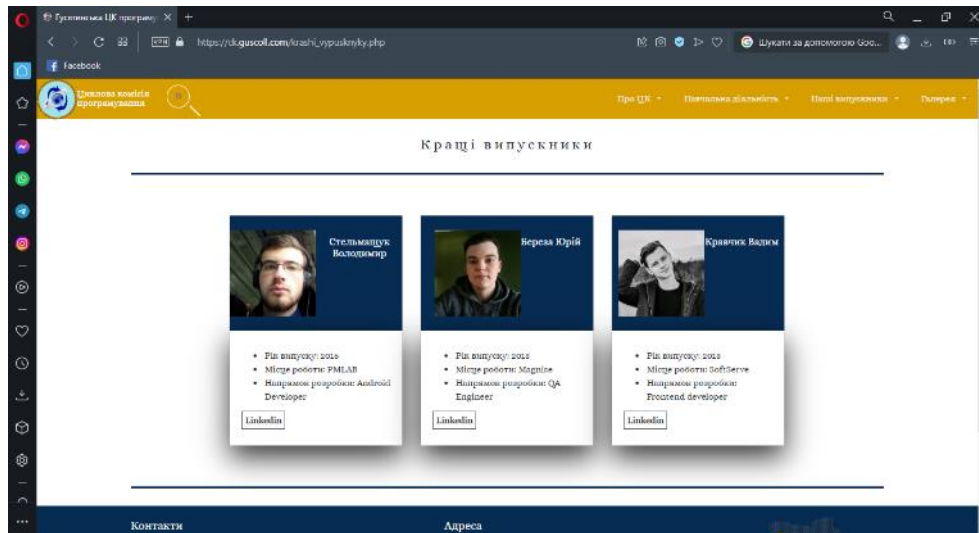 Гусятинська ЦК програму
https://ck.guscoll.com/krashi_vypusknyky.php
VPN
Шукати за допомогою Goo...
Facebook
Циклова комісія
програмування
Про ЦК
Навчальна діяльність
Наші випускники
Галерея
Кращі випускники
Стельмащук
Володимир
Береза Юрій
Кравчик Вадим
Рік випуску: 2016
Місце роботи: PMLAB
Напрямок розробки: Android
Developer
Linkedin
Рік випуску: 2016
Місце роботи: Magnise
Напрямок розробки: QA
Engineer
Linkedin
Рік випуску: 2016
Місце роботи: SoftServe
Напрямок розробки:
Frontend developer
Linkedin
Контакти
Адреса